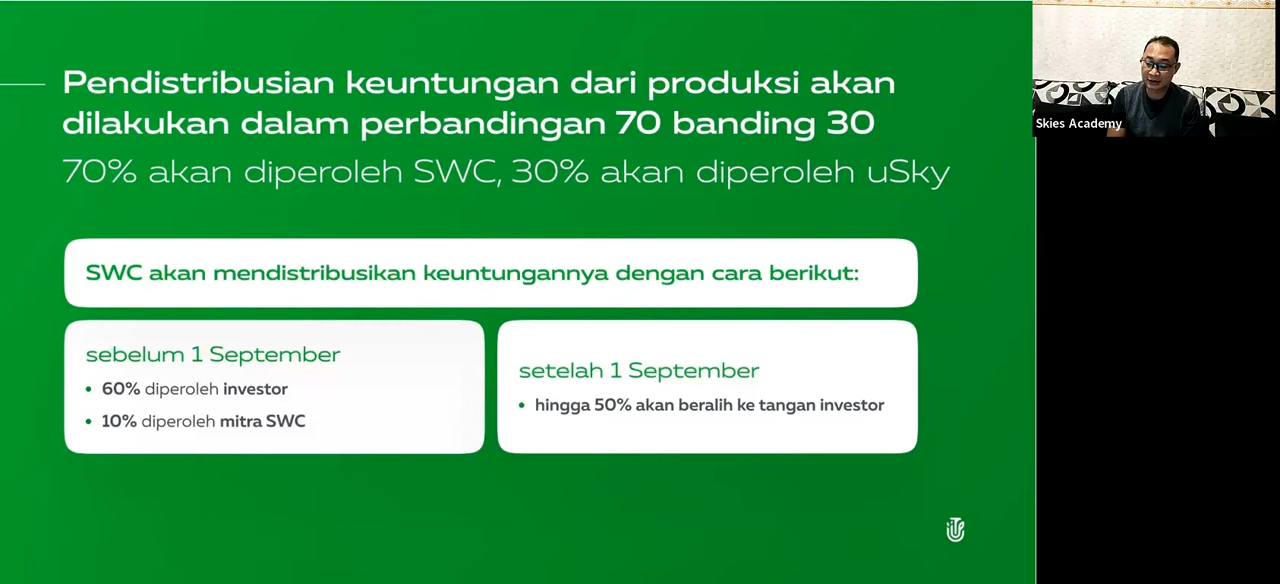 Pendistribusian keuntungan dari produksi akan
dilakukan dalam perbandingan 70 banding 30
70% akan diperoleh SWC, 30% akan diperoleh uSky
SWC akan mendistribusikan keuntungannya dengan cara berikut:
sebelum 1 September
• 60% diperoleh investor
• 10% diperoleh mitra SWC
setelah 1 September
• hingga 50% akan beralih ke tangan investor
Skies Academy